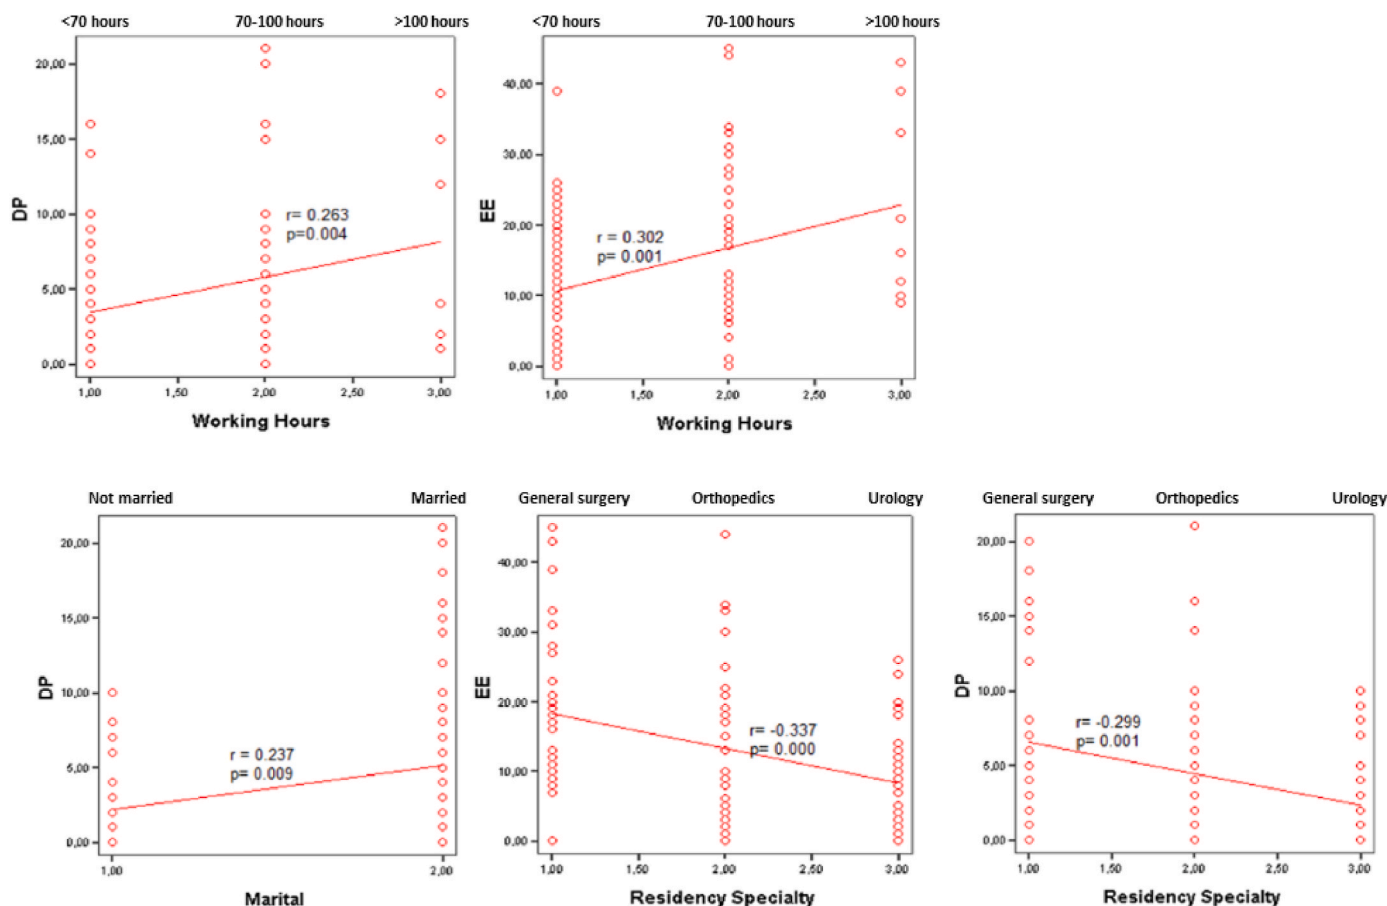 <70 hours 70-100 hours >100 hours
20,00
15,00
10,00
5,00
0,00
DP
r= 0.263
p=0.004
1,00 1,50 2,00 2,50 3,00
Working Hours
<70 hours 70-100 hours >100 hours
40,00
30,00
20,00
10,00
0,00
EE
r = 0.302
p= 0.001
1,00 1,50 2,00 2,50 3,00
Working Hours
Not married Married
20,00
15,00
10,00
5,00
0,00
DP
r = 0.237
p= 0.009
1,00 2,00
Marital
General surgery Orthopedics Urology
40,00
30,00
20,00
10,00
0,00
EE
r= -0.337
p= 0.000
1,00 1,50 2,00 2,50 3,00
Residency Specialty
General surgery Orthopedics Urology
20,00
15,00
10,00
5,00
0,00
DP
r= -0.299
p= 0.001
1,00 1,50 2,00 2,50 3,00
Residency Specialty